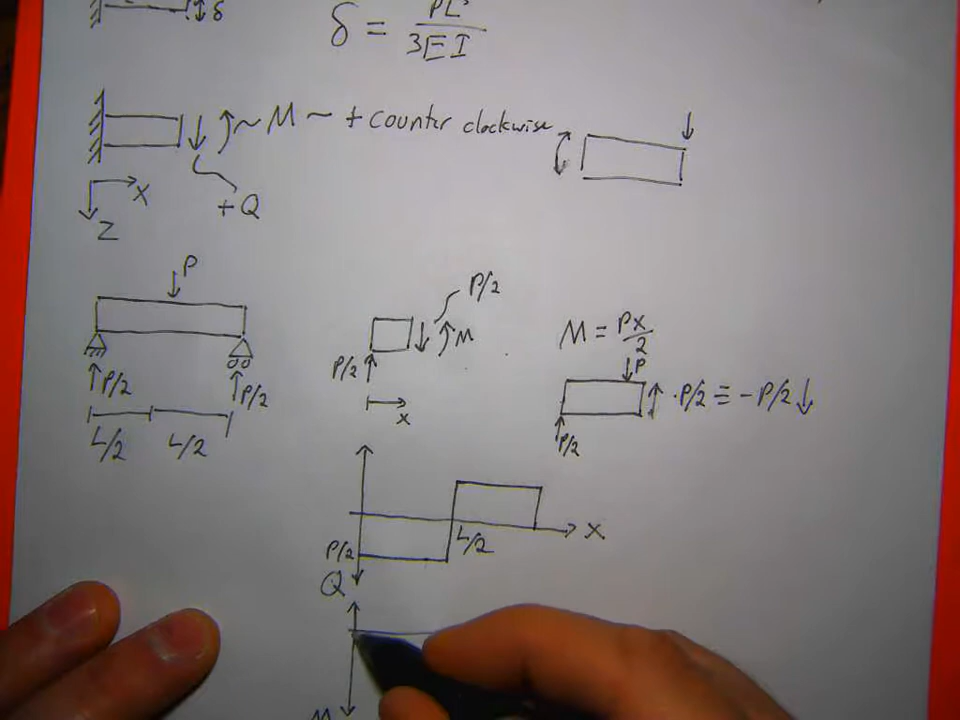 δ
δ = PL³ / 3EI
~ M ~ + counter clockwise
x
+ Q
Z
P
P/2
P/2
L/2 L/2
P/2
M
P/2
x
M = Px / 2
P
· P/2 ≡ - P/2 ↓
P/2
x
L/2
P/2
Q
M